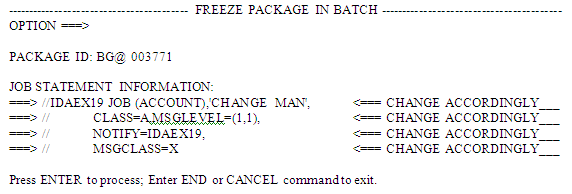 ------------------------------------ FREEZE PACKAGE IN BATCH ------------------------------------
OPTION ===>
PACKAGE ID: BG@ 003771
JOB STATEMENT INFORMATION:
===> //IDAEX19 JOB (ACCOUNT),'CHANGE MAN', <=== CHANGE ACCORDINGLY___
===> // CLASS=A,MSGLEVEL=(1,1), <=== CHANGE ACCORDINGLY___
===> // NOTIFY=IDAEX19, <=== CHANGE ACCORDINGLY___
===> // MSGCLASS=X <=== CHANGE ACCORDINGLY___
Press ENTER to process; Enter END or CANCEL command to exit.